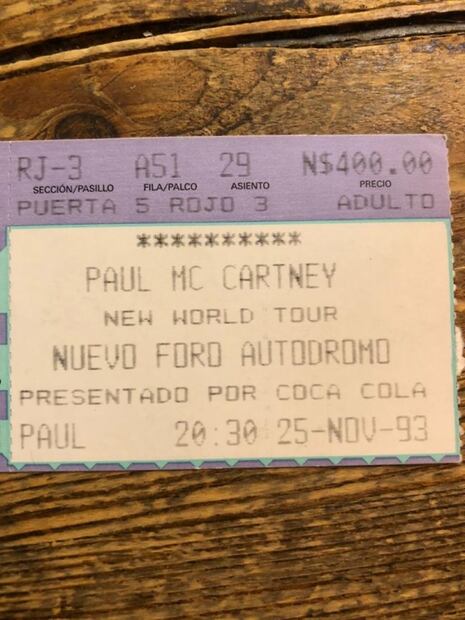 RJ-3 A51 29 N$400.00
SECCIÓN/PASILLO FILA/PALCO ASIENTO PRECIO
PUERTA 5 ROJO 3 ADULTO
**********
PAUL MC CARTNEY
NEW WORLD TOUR
NUEVO FORO AUTODROMO
PRESENTADO POR COCA COLA
PAUL 20:30 25-NOV-93